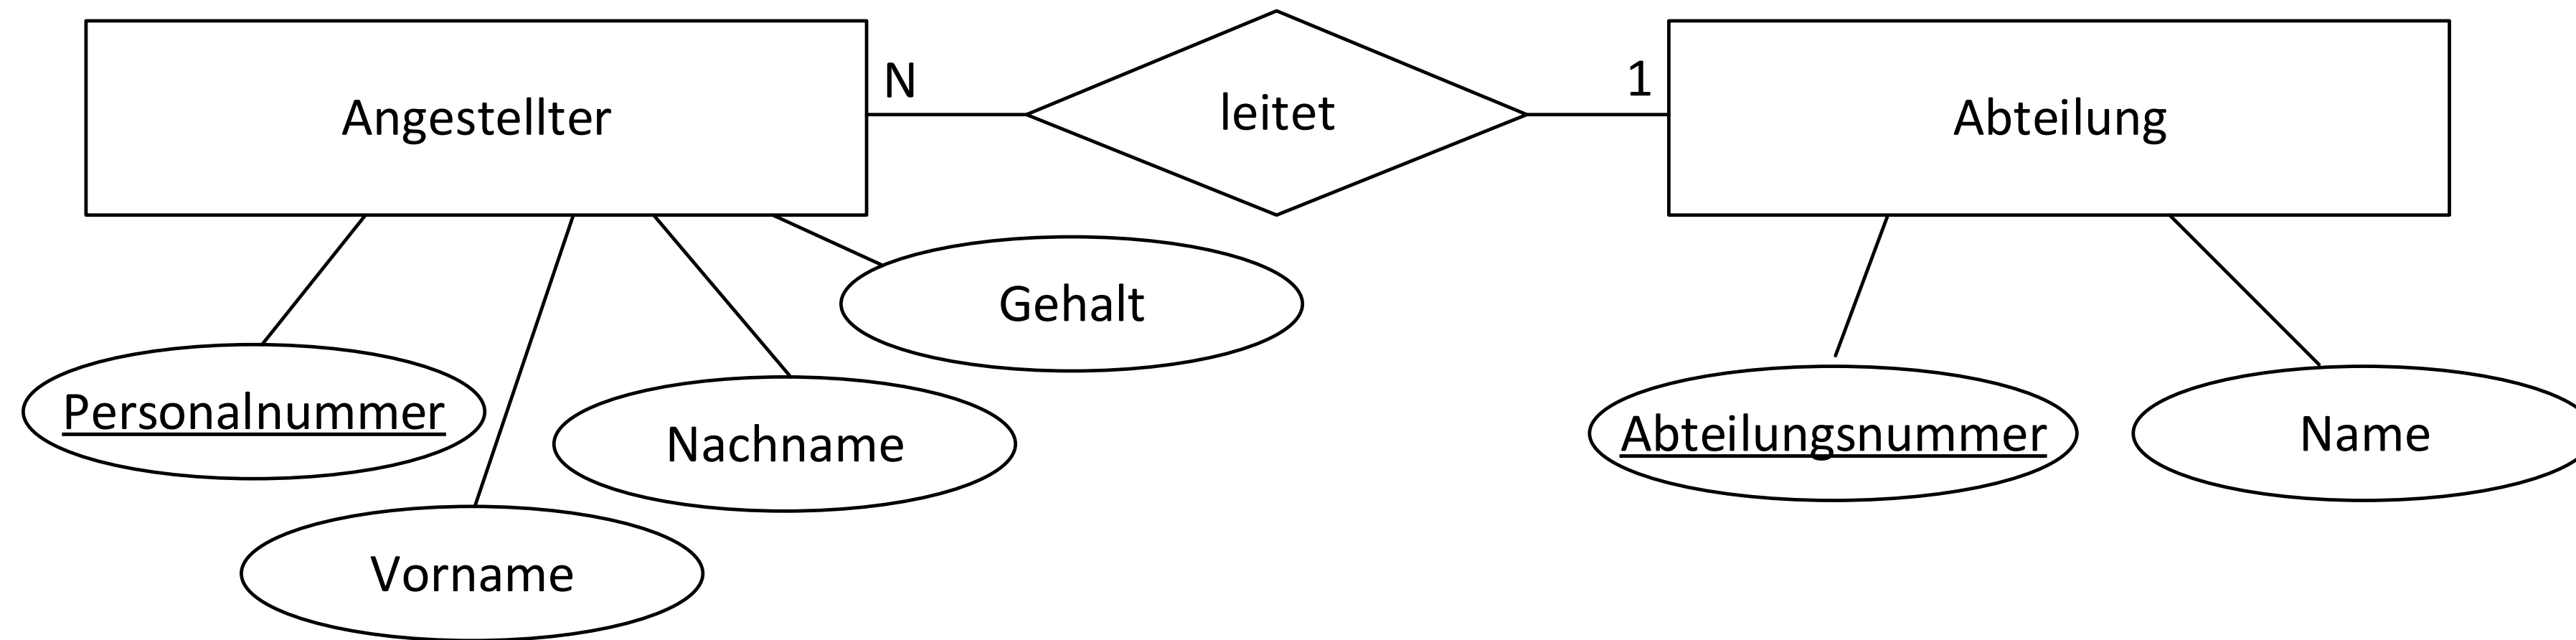 Angestellter
N
leitet
1
Abteilung
Gehalt
Personalnummer
Nachname
Vorname
Abteilungsnummer
Name